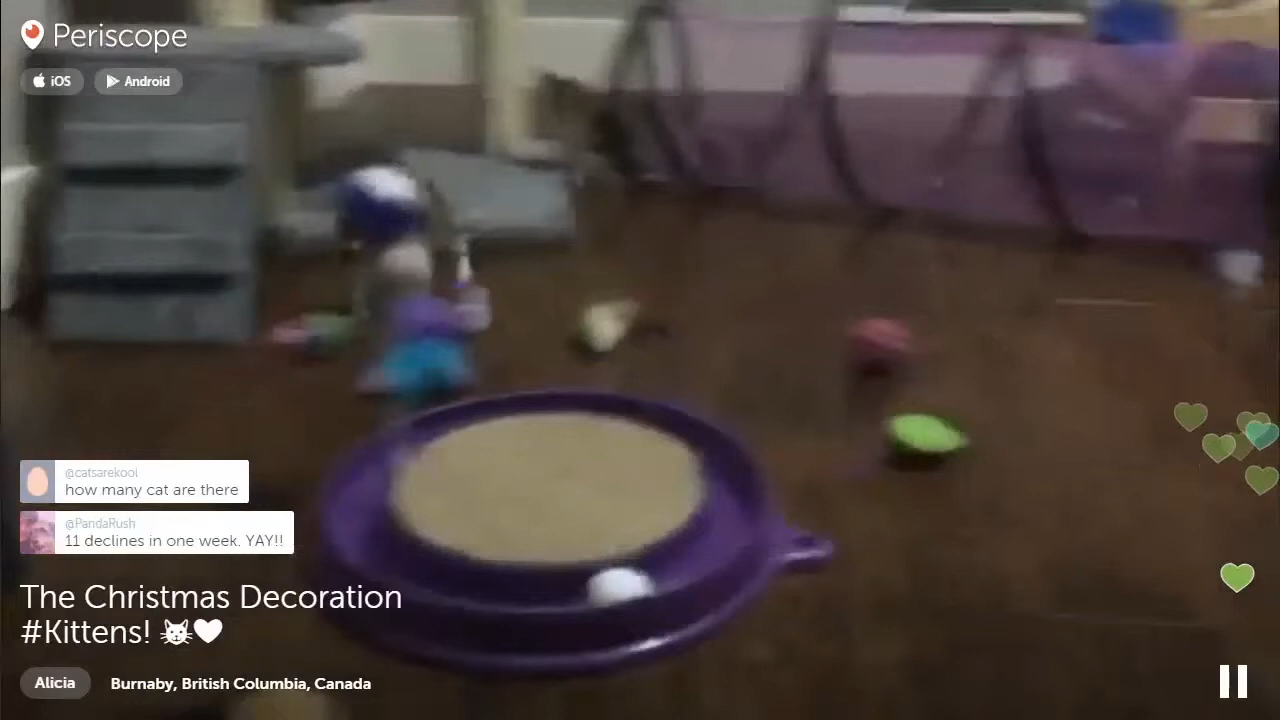 Periscope
iOS
Android
@catsarekool
how many cat are there
@PandaRush
11 declines in one week. YAY!!
The Christmas Decoration
#Kittens! 🐱❤
Alicia
Burnaby, British Columbia, Canada